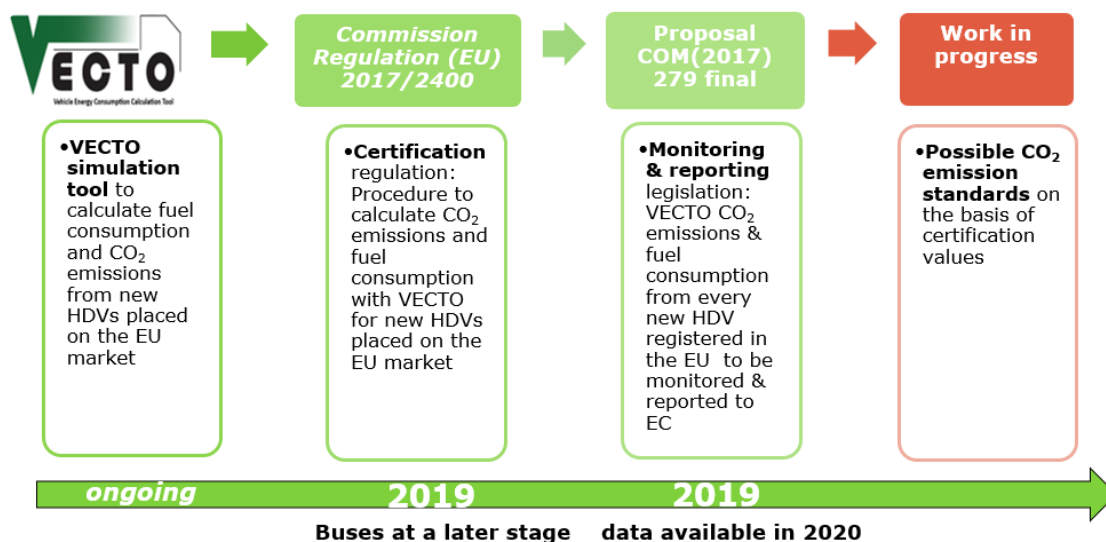 VECTO
Vehicle Energy Consumption Calculation Tool
Commission
Regulation (EU)
2017/2400
Proposal
COM(2017)
279 final
Work in
progress
•VECTO
simulation
tool to
calculate fuel
consumption
and CO₂
emissions
from new
HDVs placed
on the EU
market
•Certification
regulation:
Procedure to
calculate CO₂
emissions and
fuel
consumption
with VECTO
for new HDVs
placed on the
EU market
•Monitoring
& reporting
legislation:
VECTO CO₂
emissions &
fuel
consumption
from every
new HDV
registered in
the EU to be
monitored &
reported to
EC
•Possible CO₂
emission
standards on
the basis of
certification
values
ongoing
2019
2019
Buses at a later stage data available in 2020